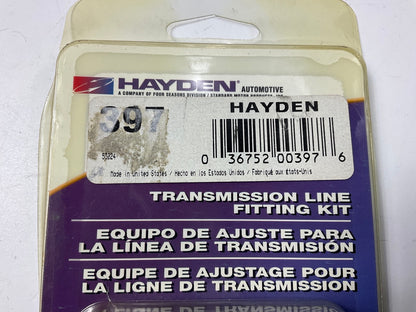 HAYDEN AUTOMOTIVE
A COMPANY OF FOUR SEASONS DIVISION / STANDARD MOTOR PRODUCTS, INC.
397 HAYDEN
0 36752 00397 6
Made in United States / Hecho en los Estados Unidos / Fabriqué aux États-Unis
TRANSMISSION LINE
FITTING KIT
EQUIPO DE AJUSTE PARA
LA LÍNEA DE TRANSMISIÓN
EQUIPE DE AJUSTAGE POUR
LA LIGNE DE TRANSMISSION